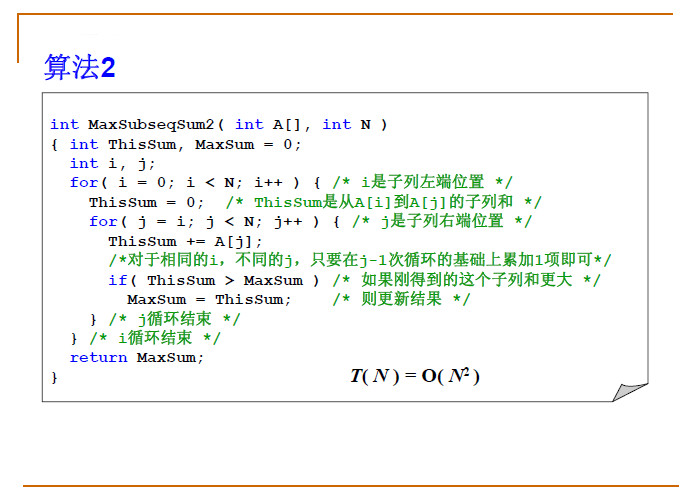 算法2
int MaxSubseqSum2( int A[], int N )
{ int ThisSum, MaxSum = 0;
int i, j;
for( i = 0; i < N; i++ ) { /* i是子列左端位置 */
ThisSum = 0; /* ThisSum是从A[i]到A[j]的子列和 */
for( j = i; j < N; j++ ) { /* j是子列右端位置 */
ThisSum += A[j];
/*对于相同的i，不同的j，只要在j-1次循环的基础上累加1项即可*/
if( ThisSum > MaxSum ) /* 如果刚得到的这个子列和更大 */
MaxSum = ThisSum; /* 则更新结果 */
} /* j循环结束 */
} /* i循环结束 */
return MaxSum;
}
T( N ) = O( N² )